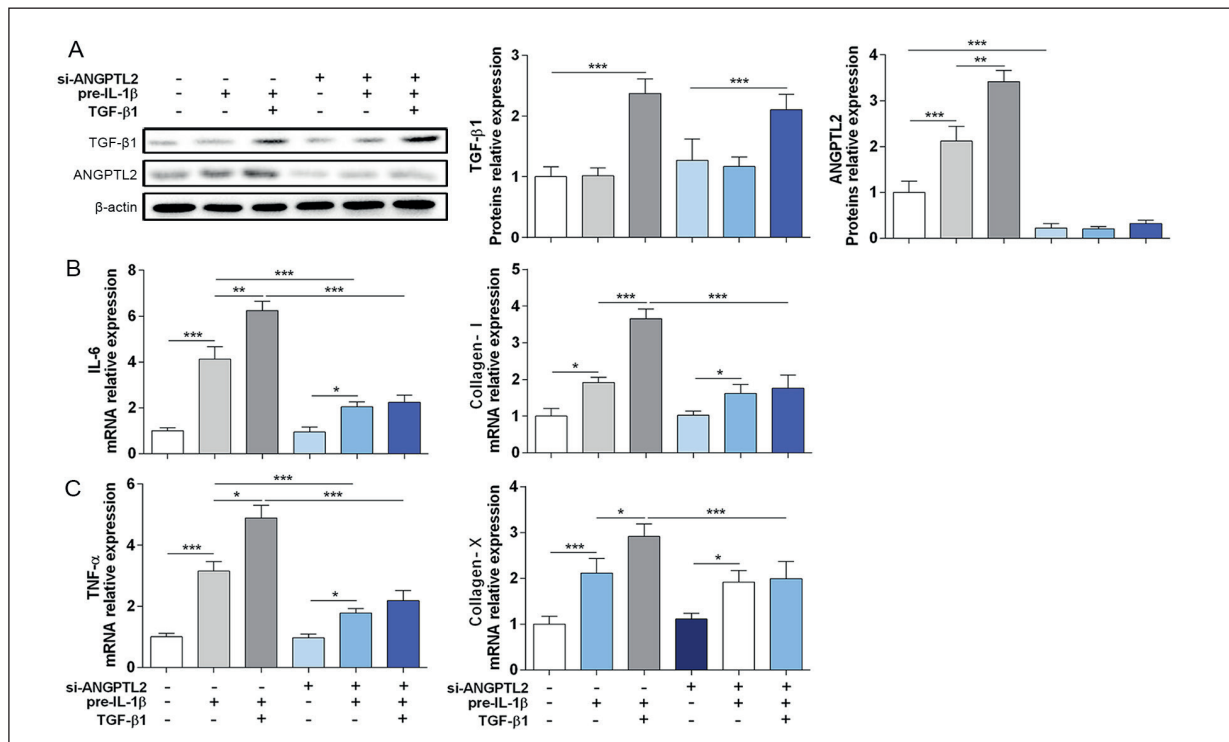 A
si-ANGPTL2 - - - + + +
pre-IL-1β - + + - + +
TGF-β1 - - + - - +
TGF-β1
ANGPTL2
β-actin
TGF-β1
Proteins relative expression
3
2
1
0
***
***
ANGPTL2
Proteins relative expression
4
3
2
1
0
***
**
***
B
IL-6
mRNA relative expression
8
6
4
2
0
***
**
***
***
*
Collagen- I
mRNA relative expression
5
4
3
2
1
0
***
***
*
*
C
TNF-α
mRNA relative expression
6
4
2
0
***
*
***
***
*
Collagen- X
mRNA relative expression
4
3
2
1
0
*
***
***
*
si-ANGPTL2 - - - + + +
pre-IL-1β - + + - + +
TGF-β1 - - + - - +
si-ANGPTL2 - - - + + +
pre-IL-1β - + + - + +
TGF-β1 - - + - - +